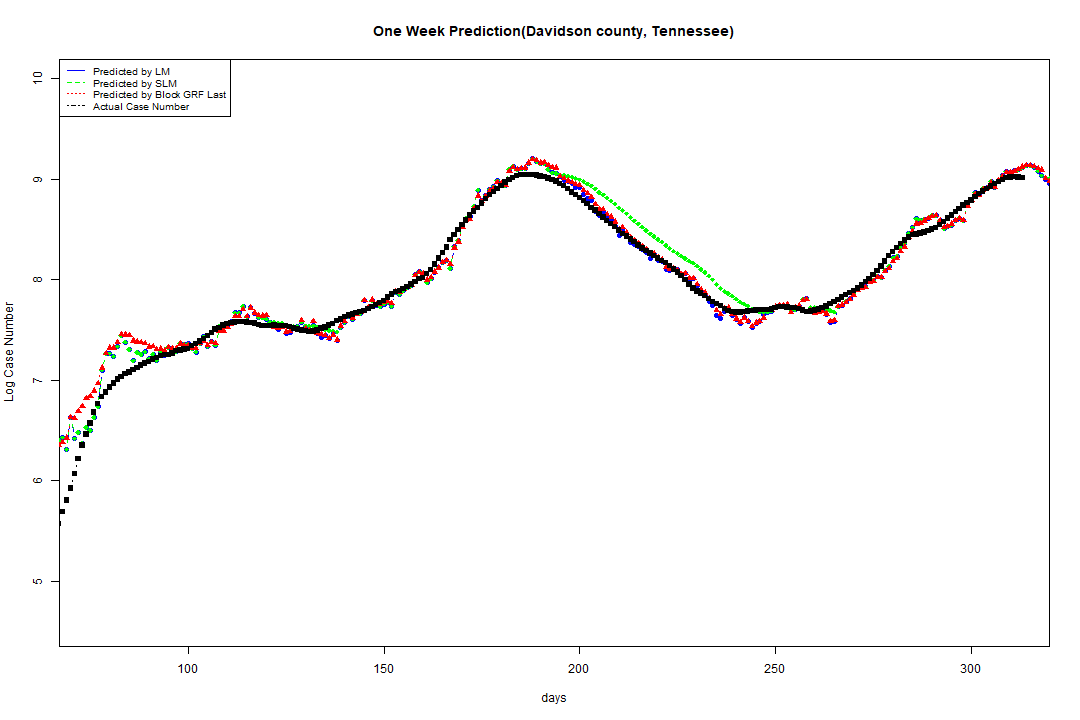 One Week Prediction(Davidson county, Tennessee)
Predicted by LM
Predicted by SLM
Predicted by Block GRF Last
Actual Case Number
10
9
8
7
6
5
Log Case Number
100 150 200 250 300
days